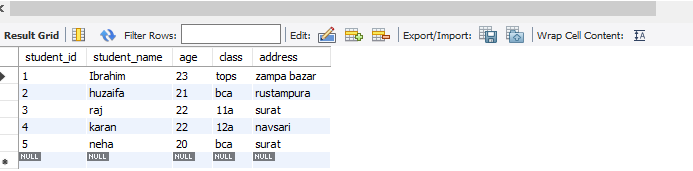 Result Grid Filter Rows: Edit: Export/Import: Wrap Cell Content: IA
student_id student_name age class address
1 Ibrahim 23 tops zampa bazar
2 huzaifa 21 bca rustampura
3 raj 22 11a surat
4 karan 22 12a navsari
5 neha 20 bca surat
NULL NULL NULL NULL NULL